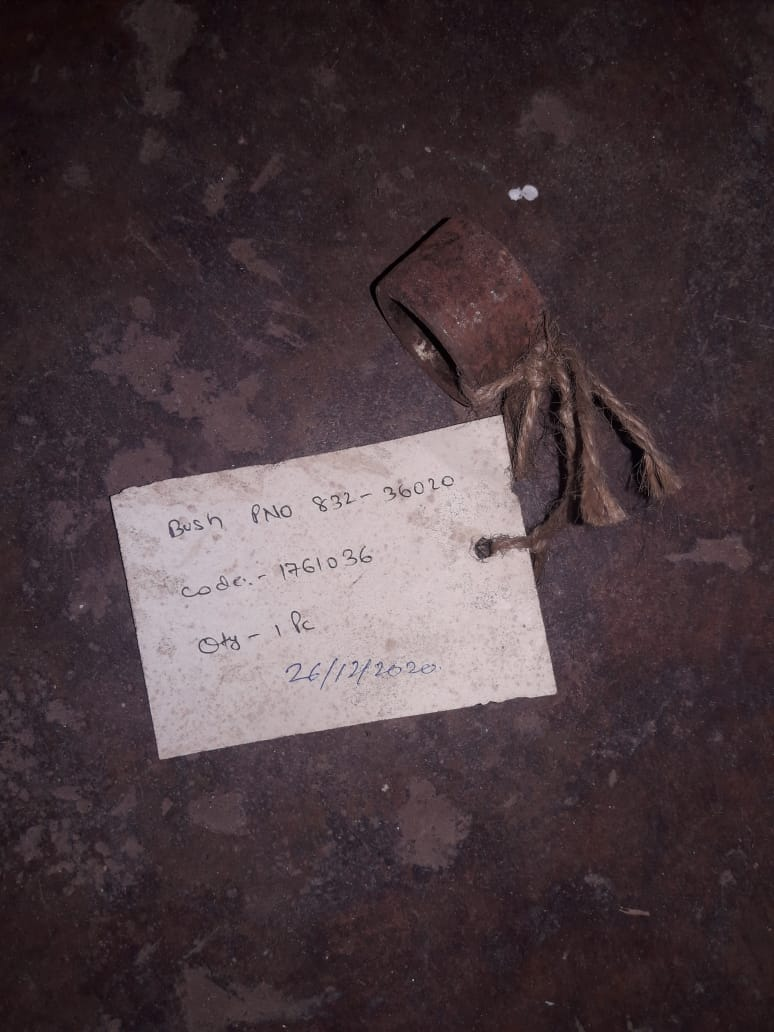 Bush PNO 832-36020
Code:- 1761036
Qty - 1 Pc
26/12/2020